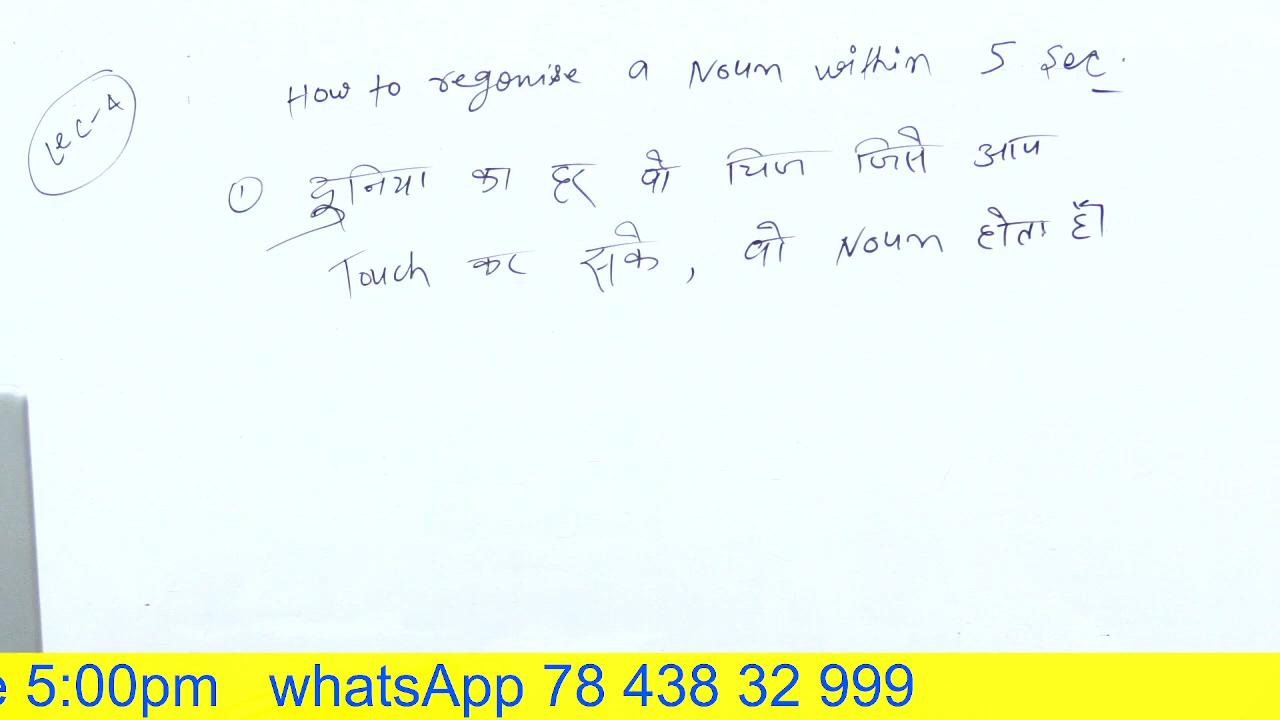 Lec-4
How to regonise a Noun within 5 Sec.
① दुनिया का हर वो चिज जिसे आप
Touch कर सके, वो Noun होता है।
e 5:00pm whatsApp 78 438 32 999